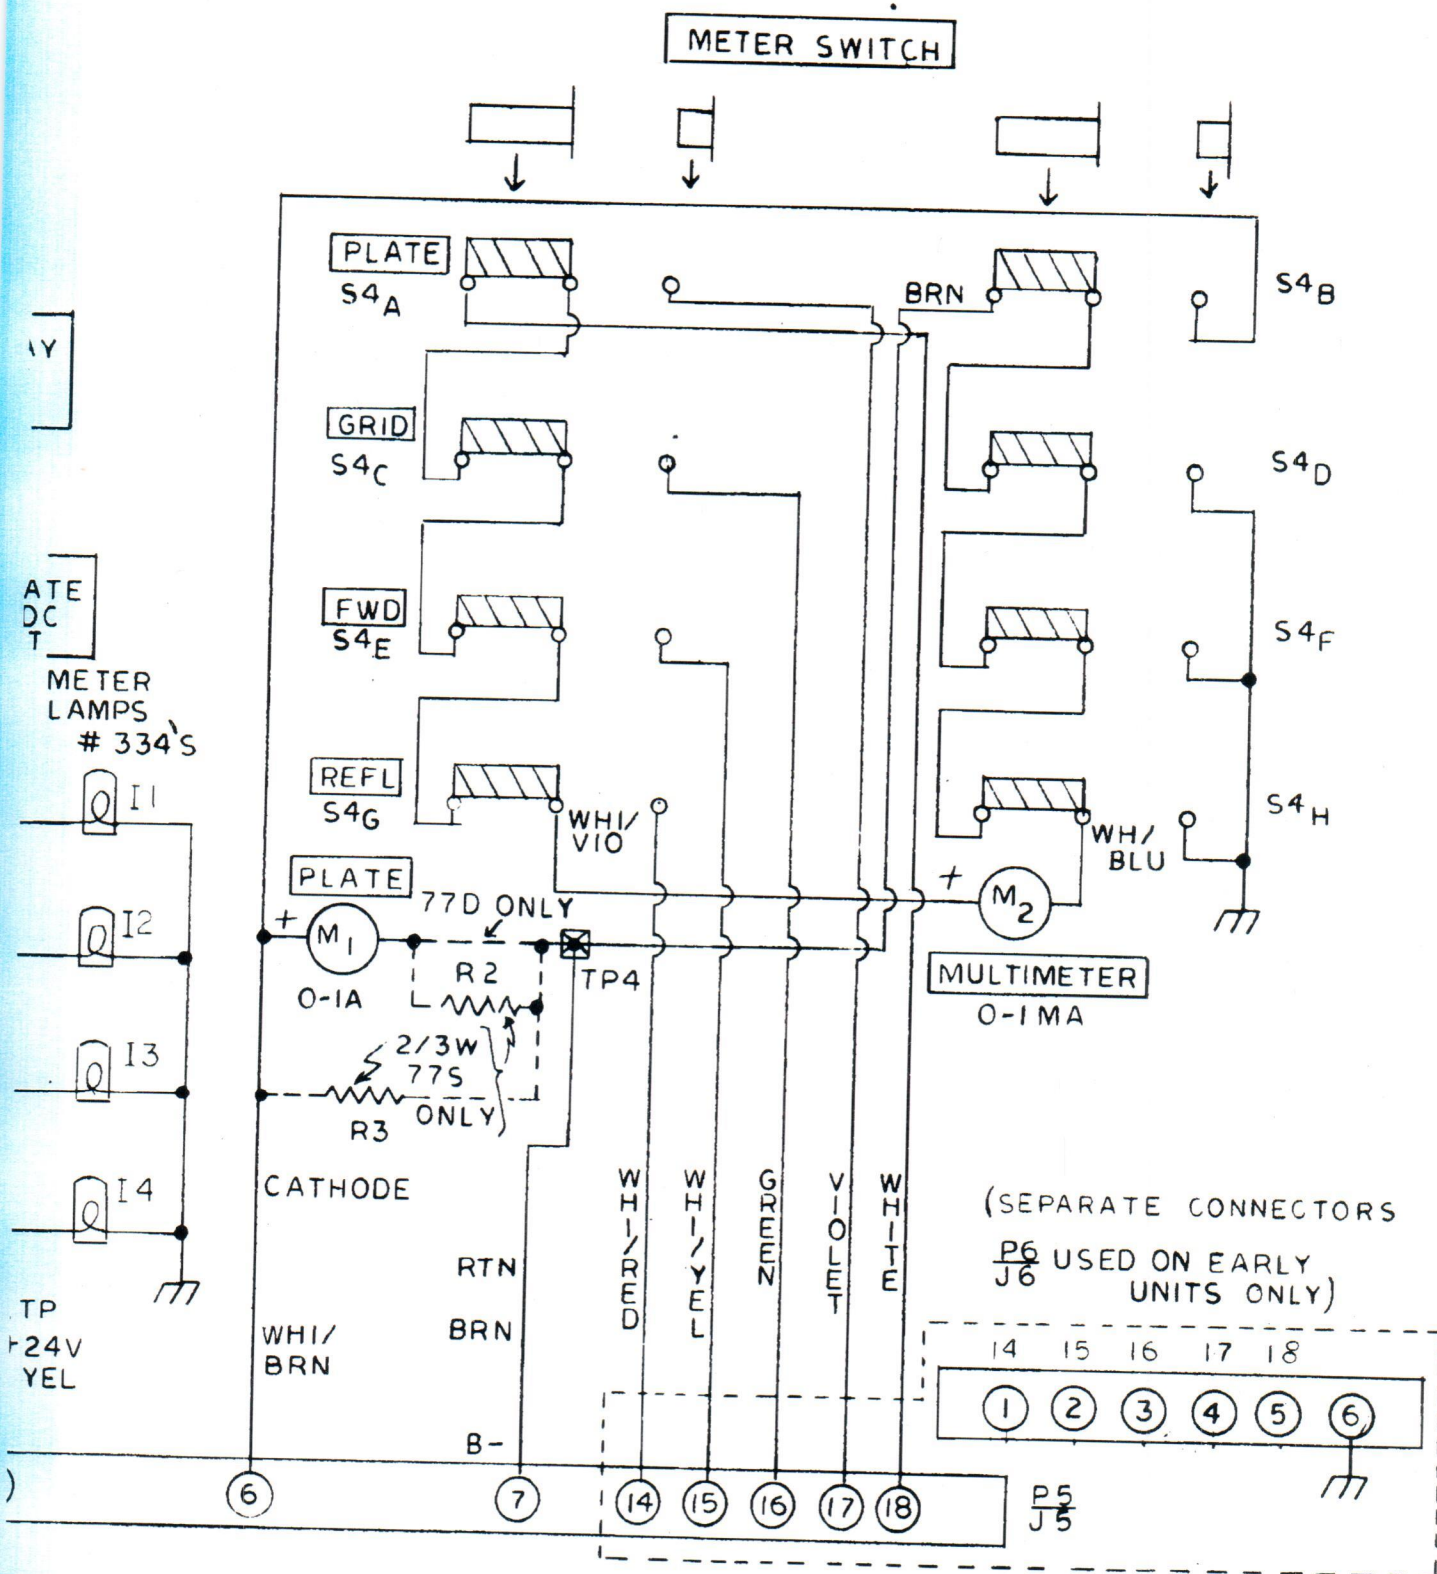 METER SWITCH
PLATE
S4A
BRN
S4B
GRID
S4C
S4D
FWD
S4E
S4F
REFL
S4G
WHI/
VIO
WH/
BLU
S4H
AY
ATE
DC
T
METER
LAMPS
# 334'S
I1
I2
I3
I4
PLATE
77D ONLY
+
M1
0-1A
R2
TP4
2/3W
77S
ONLY
R3
+
M2
MULTIMETER
0-1MA
CATHODE
RTN
BRN
WHI/
BRN
B-
TP
+24V
YEL
WHI/RED
WHI/YEL
GREEN
VIOLET
WHITE
(SEPARATE CONNECTORS
P6
J6 USED ON EARLY
UNITS ONLY)
14 15 16 17 18
1 2 3 4 5 6
)
6 7 14 15 16 17 18
P5
J5